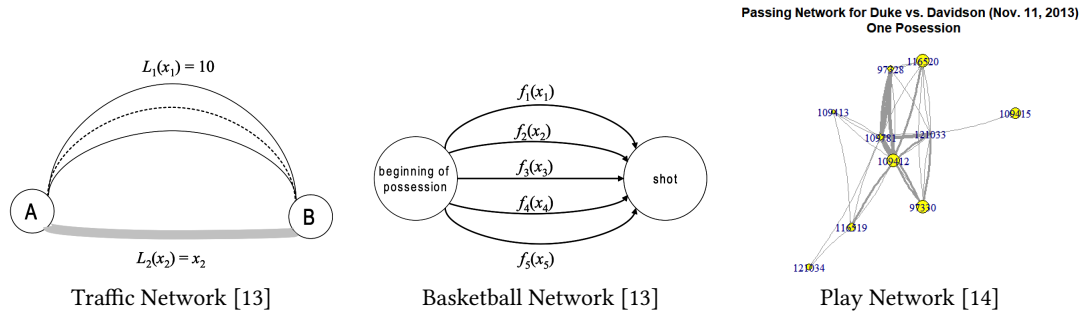 L₁(x₁) = 10
A
B
L₂(x₂) = x₂
Traffic Network [13]
f₁(x₁)
f₂(x₂)
f₃(x₃)
f₄(x₄)
f₅(x₅)
beginning of
possession
shot
Basketball Network [13]
Passing Network for Duke vs. Davidson (Nov. 11, 2013)
One Posession
97328
116520
109413
109415
109781
121033
109412
97330
116519
121034
Play Network [14]